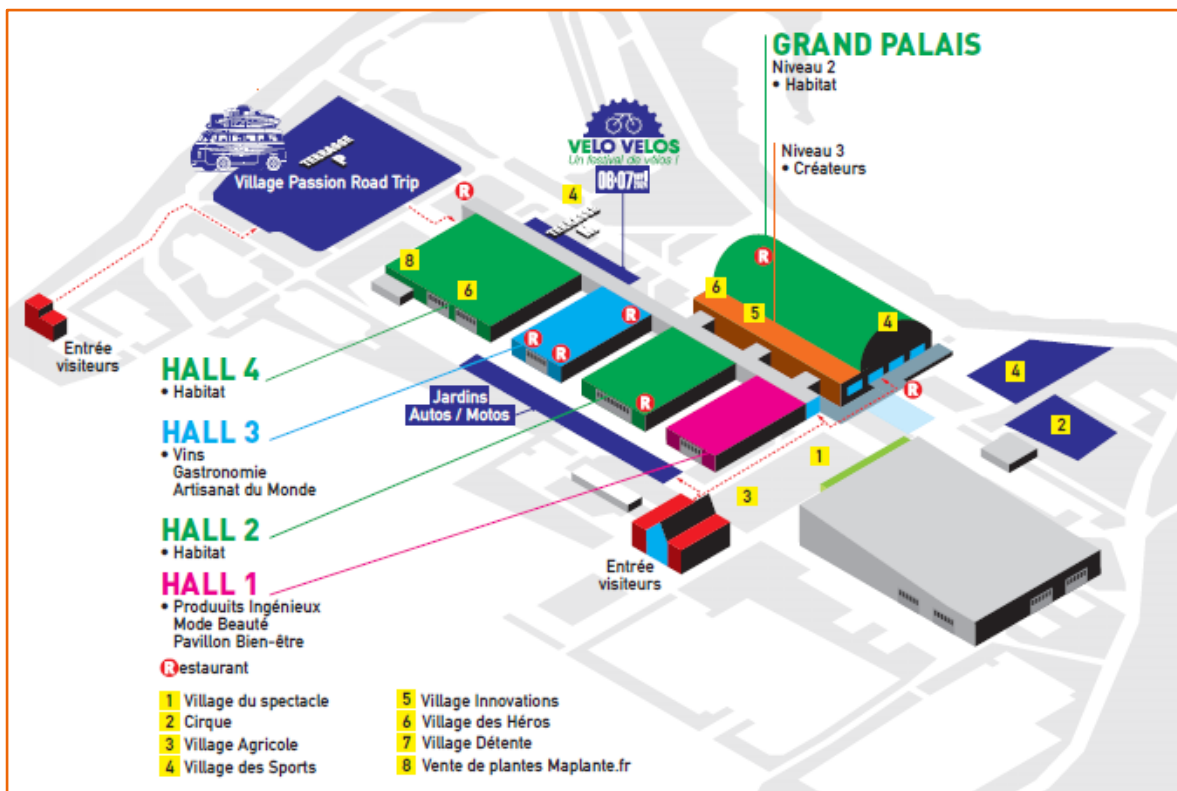 GRAND PALAIS
Niveau 2
• Habitat
Niveau 3
• Créateurs
VELO VELOS
Un festival de vélos !
TERRASSE
P
Village Passion Road Trip
R
4
TERRASSE
8
6
R
6
5
4
R
R
R
R
R
4
2
1
3
Entrée
visiteurs
Jardins
Autos / Motos
Entrée
visiteurs
HALL 4
• Habitat
HALL 3
• Vins
Gastronomie
Artisanat du Monde
HALL 2
• Habitat
HALL 1
• Produuits Ingénieux
Mode Beauté
Pavillon Bien-être
Restaurant
1 Village du spectacle
2 Cirque
3 Village Agricole
4 Village des Sports
5 Village Innovations
6 Village des Héros
7 Village Détente
8 Vente de plantes Maplante.fr